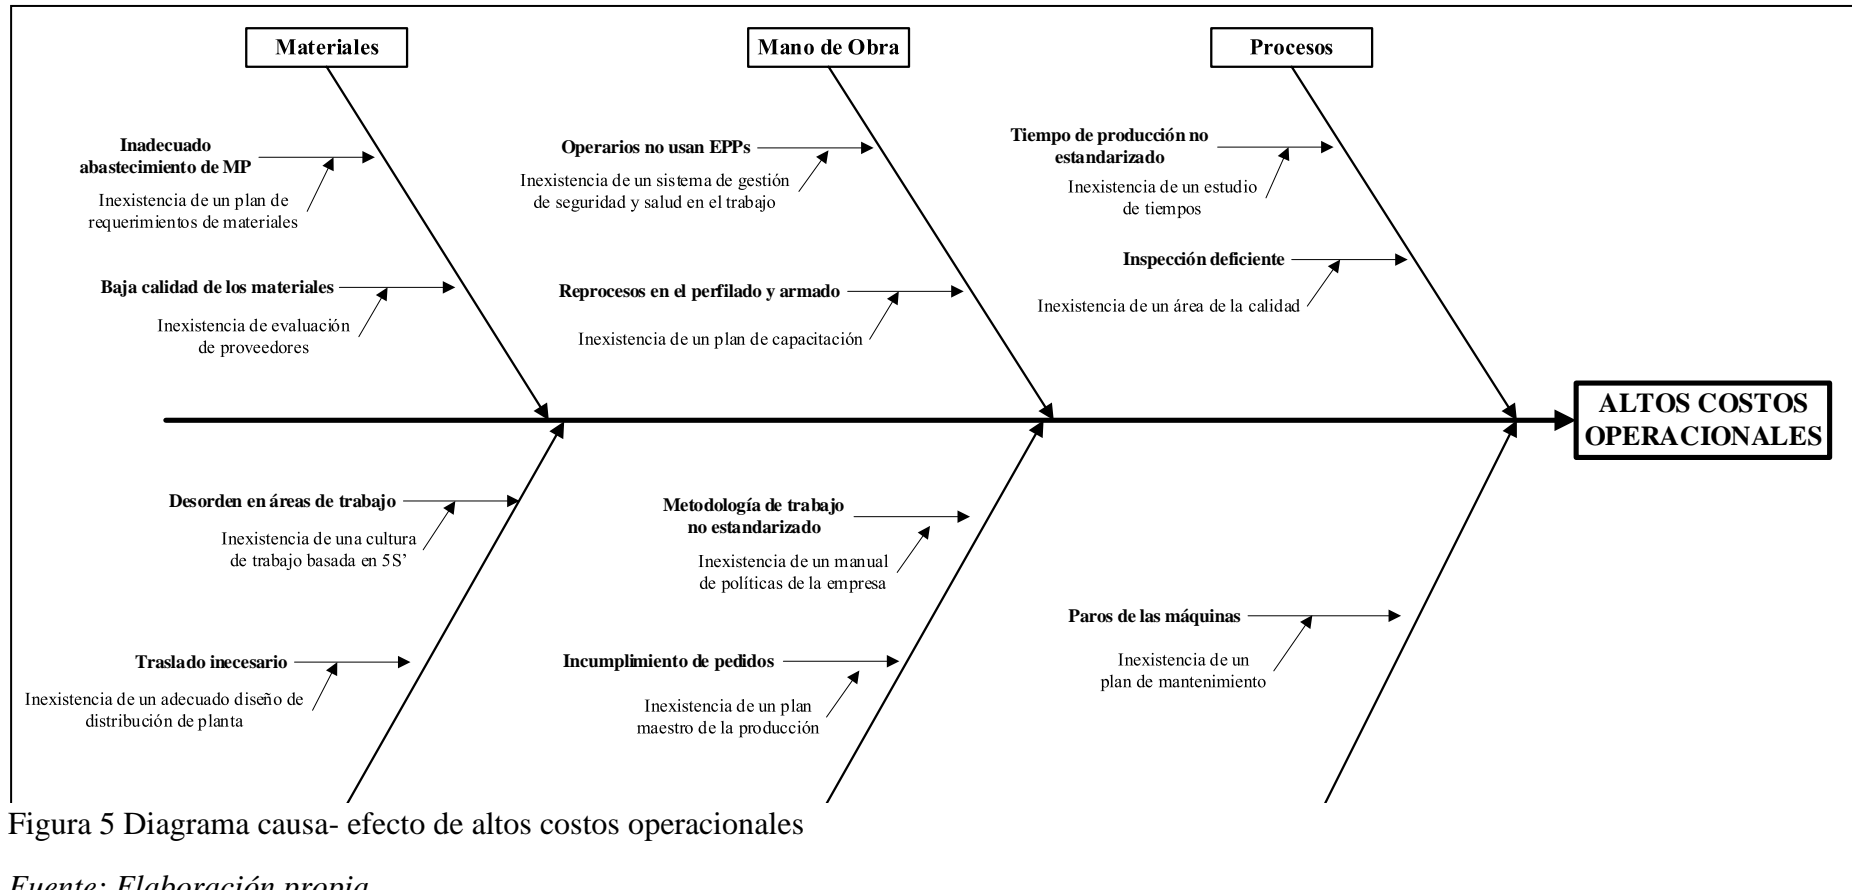 Materiales
Mano de Obra
Procesos
Inadecuado
abastecimiento de MP
Inexistencia de un plan de
requerimientos de materiales
Baja calidad de los materiales
Inexistencia de evaluación
de proveedores
Operarios no usan EPPs
Inexistencia de un sistema de gestión
de seguridad y salud en el trabajo
Reprocesos en el perfilado y armado
Inexistencia de un plan de capacitación
Tiempo de producción no
estandarizado
Inexistencia de un estudio
de tiempos
Inspección deficiente
Inexistencia de un área de la calidad
ALTOS COSTOS
OPERACIONALES
Desorden en áreas de trabajo
Inexistencia de una cultura
de trabajo basada en 5S’
Traslado inecesario
Inexistencia de un adecuado diseño de
distribución de planta
Metodología de trabajo
no estandarizado
Inexistencia de un manual
de políticas de la empresa
Incumplimiento de pedidos
Inexistencia de un plan
maestro de la producción
Paros de las máquinas
Inexistencia de un
plan de mantenimiento
Figura 5 Diagrama causa- efecto de altos costos operacionales
Fuente: Elaboración propia